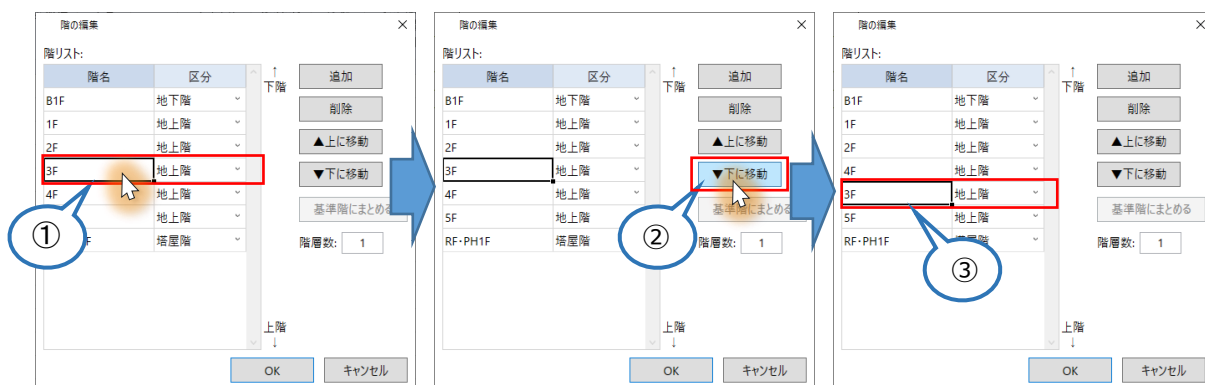 階の編集 ×
階リスト:
階名 区分
↑
下階
B1F 地下階
1F 地上階
2F 地上階
3F 地上階
4F 地上階
地上階
F 塔屋階
追加
削除
▲上に移動
▼下に移動
基準階にまとめ
階層数: 1
上階
↓
OK キャンセル
①
階の編集 ×
階リスト:
階名 区分
↑
下階
B1F 地下階
1F 地上階
2F 地上階
3F 地上階
4F 地上階
5F 地上階
RF・PH1F 塔屋階
追加
削除
▲上に移動
▼下に移動
基準階にまとめる
階層数: 1
上階
↓
OK キャンセル
②
階の編集 ×
階リスト:
階名 区分
↑
下階
B1F 地下階
1F 地上階
2F 地上階
4F 地上階
3F 地上階
5F 地上階
RF・PH1F 塔屋階
追加
削除
▲上に移動
▼下に移動
基準階にまとめる
階層数: 1
上階
↓
OK キャンセル
③